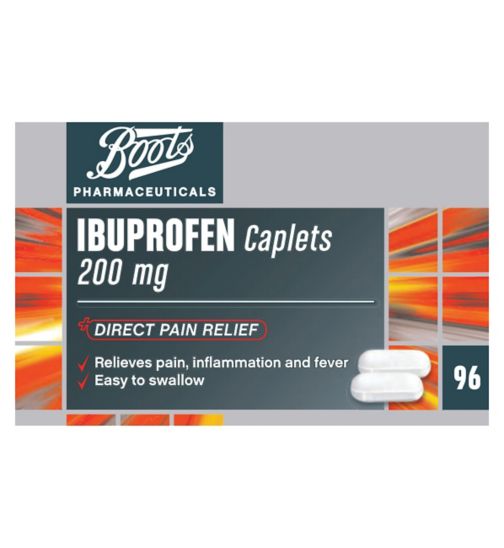 Boots
PHARMACEUTICALS
IBUPROFEN Caplets
200 mg
DIRECT PAIN RELIEF
Relieves pain, inflammation and fever
Easy to swallow
96